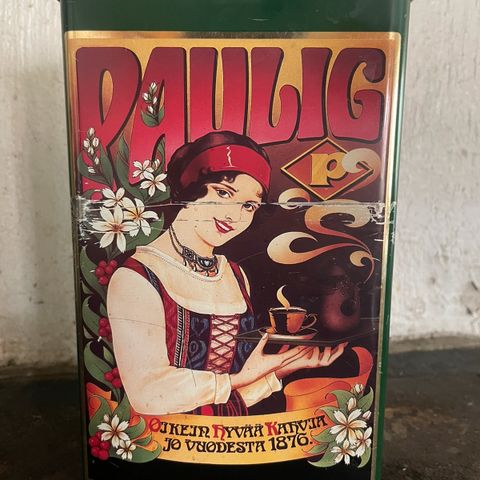 PAULIG
P
OIKEIN HYVÄÄ KAHVIA
JO VUODESTA 1876.